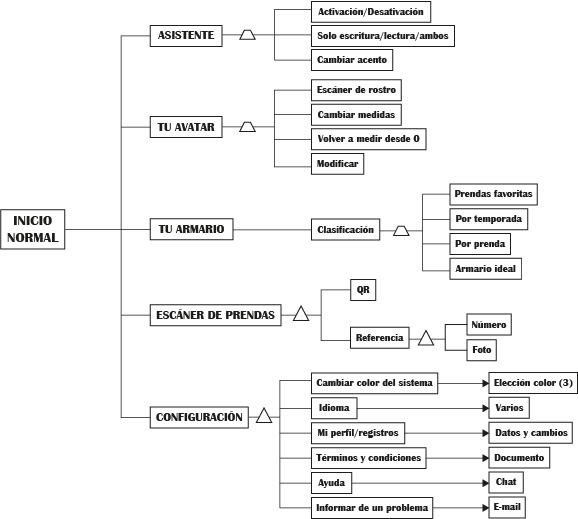 INICIO
NORMAL
ASISTENTE
Activación/Desativación
Solo escritura/lectura/ambos
Cambiar acento
TU AVATAR
Escáner de rostro
Cambiar medidas
Volver a medir desde 0
Modificar
TU ARMARIO
Clasificación
Prendas favoritas
Por temporada
Por prenda
Armario ideal
ESCÁNER DE PRENDAS
QR
Referencia
Número
Foto
CONFIGURACIÓN
Cambiar color del sistema
Elección color (3)
Idioma
Varios
Mi perfil/registros
Datos y cambios
Términos y condiciones
Documento
Ayuda
Chat
Informar de un problema
E-mail